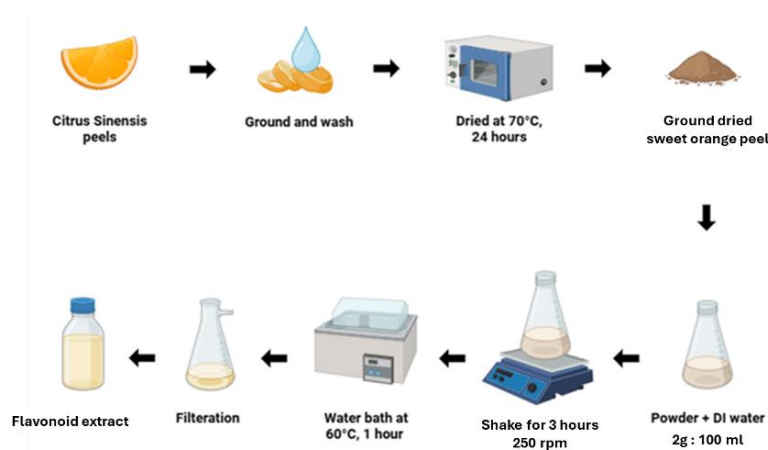 Citrus Sinensis
peels
Ground and wash
Dried at 70°C,
24 hours
Ground dried
sweet orange peel
Powder + DI water
2g : 100 ml
Shake for 3 hours
250 rpm
Water bath at
60°C, 1 hour
Filteration
Flavonoid extract